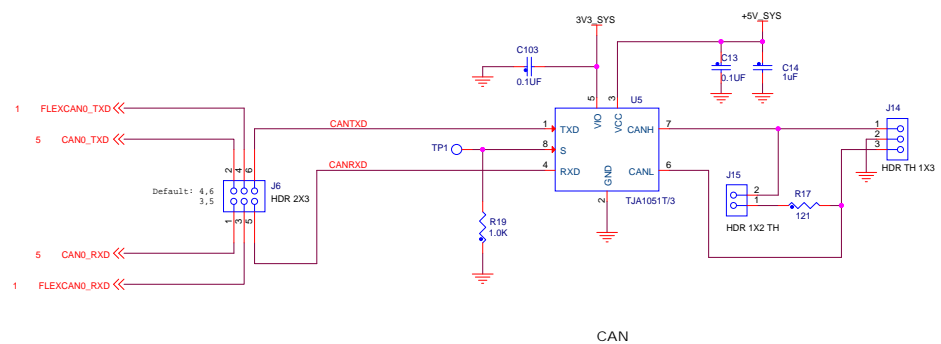 3V3_SYS
+5V_SYS
C103
0.1UF
C13
0.1UF
C14
1uF
1 FLEXCAN0_TXD
5 CAN0_TXD
5 CAN0_RXD
1 FLEXCAN0_RXD
Default: 4,6
3,5
2 4 6
1 3 5
J6
HDR 2X3
CANTXD
CANRXD
TP1
R19
1.0K
U5
5 3
1 TXD
8 S
4 RXD
VIO
VCC
GND
2
CANH 7
CANL 6
TJA1051T/3
J15
2
1
HDR 1X2 TH
R17
121
J14
1
2
3
HDR TH 1X3
CAN